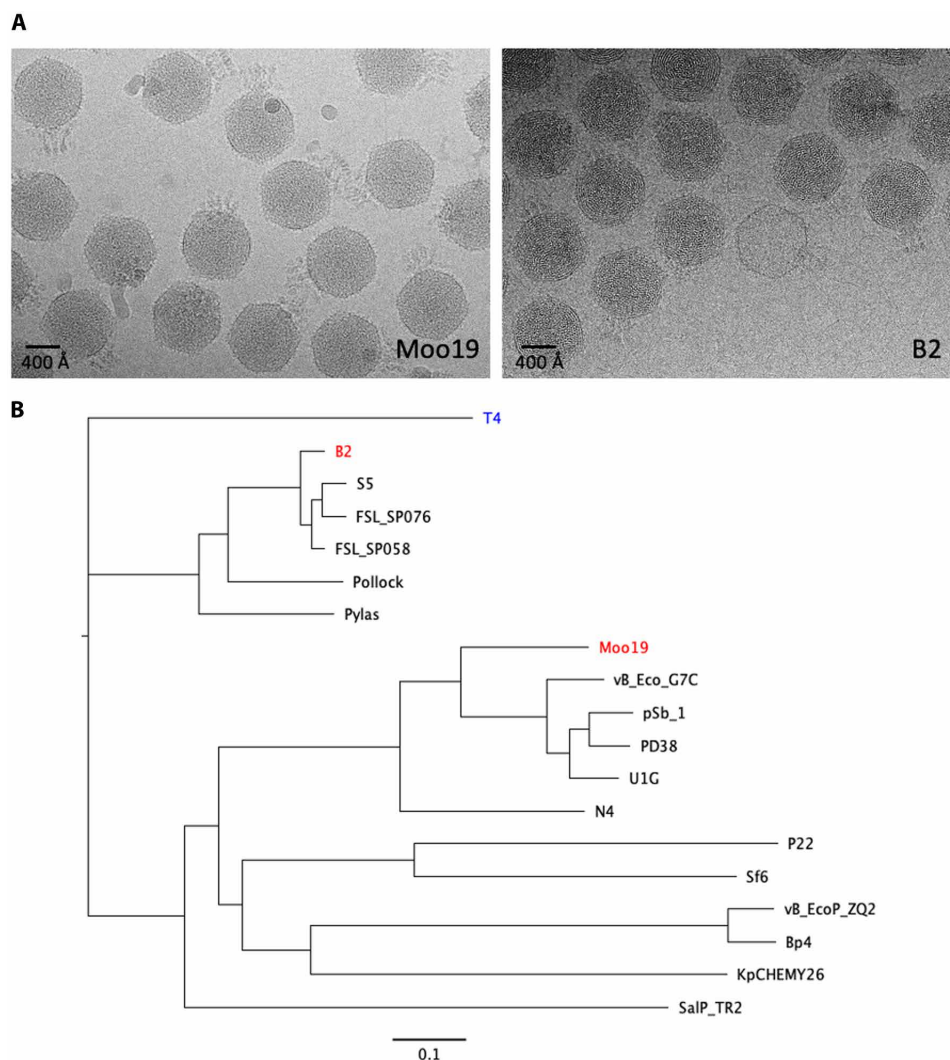 A
400 Å
Moo19
400 Å
B2
B
T4
B2
S5
FSL_SP076
FSL_SP058
Pollock
Pylas
Moo19
vB_Eco_G7C
pSb_1
PD38
U1G
N4
P22
Sf6
vB_EcoP_ZQ2
Bp4
KpCHEMY26
SalP_TR2
0.1